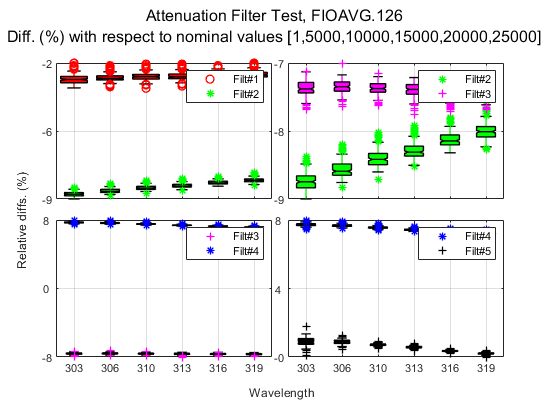 Attenuation Filter Test, FIOAVG.126
Diff. (%) with respect to nominal values [1,5000,10000,15000,20000,25000]
Relative diffs. (%)
-2
-6
-9
Filt#1
Filt#2
-7
-8
-9
Filt#2
Filt#3
8
0
-8
Filt#3
Filt#4
303 306 310 313 316 319
8
4
-0
Filt#4
Filt#5
303 306 310 313 316 319
Wavelength